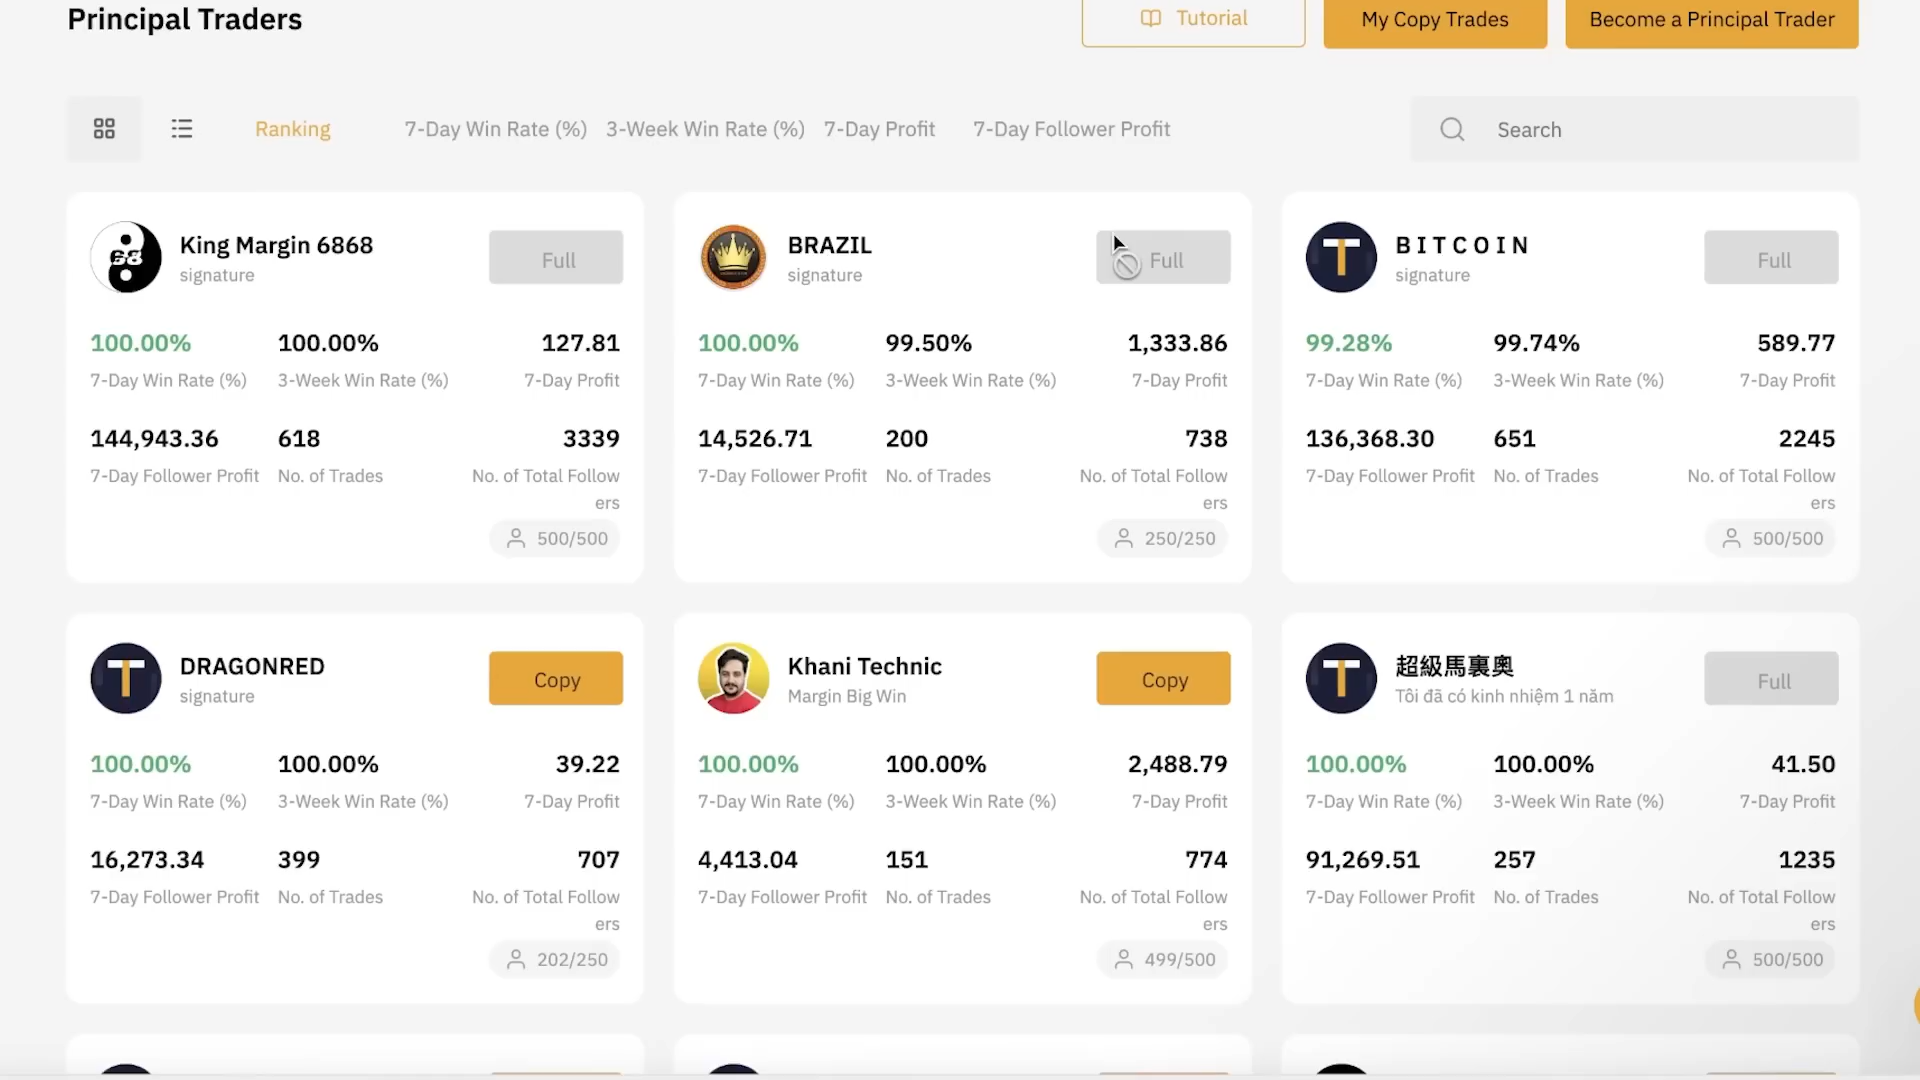 Principal Traders
Tutorial
My Copy Trades
Become a Principal Trader
Ranking
7-Day Win Rate (%)
3-Week Win Rate (%)
7-Day Profit
7-Day Follower Profit
Search
King Margin 6868
signature
Full
100.00%
100.00%
127.81
7-Day Win Rate (%)
3-Week Win Rate (%)
7-Day Profit
144,943.36
618
3339
7-Day Follower Profit
No. of Trades
No. of Total Follow
ers
500/500
BRAZIL
signature
Full
100.00%
99.50%
1,333.86
7-Day Win Rate (%)
3-Week Win Rate (%)
7-Day Profit
14,526.71
200
738
7-Day Follower Profit
No. of Trades
No. of Total Follow
ers
250/250
B I T C O I N
signature
Full
99.28%
99.74%
589.77
7-Day Win Rate (%)
3-Week Win Rate (%)
7-Day Profit
136,368.30
651
2245
7-Day Follower Profit
No. of Trades
No. of Total Follow
ers
500/500
DRAGONRED
signature
Copy
100.00%
100.00%
39.22
7-Day Win Rate (%)
3-Week Win Rate (%)
7-Day Profit
16,273.34
399
707
7-Day Follower Profit
No. of Trades
No. of Total Follow
ers
202/250
Khani Technic
Margin Big Win
Copy
100.00%
100.00%
2,488.79
7-Day Win Rate (%)
3-Week Win Rate (%)
7-Day Profit
4,413.04
151
774
7-Day Follower Profit
No. of Trades
No. of Total Follow
ers
499/500
超級馬裏奧
Tôi đã có kinh nhiệm 1 năm
Full
100.00%
100.00%
41.50
7-Day Win Rate (%)
3-Week Win Rate (%)
7-Day Profit
91,269.51
257
1235
7-Day Follower Profit
No. of Trades
No. of Total Follow
ers
500/500